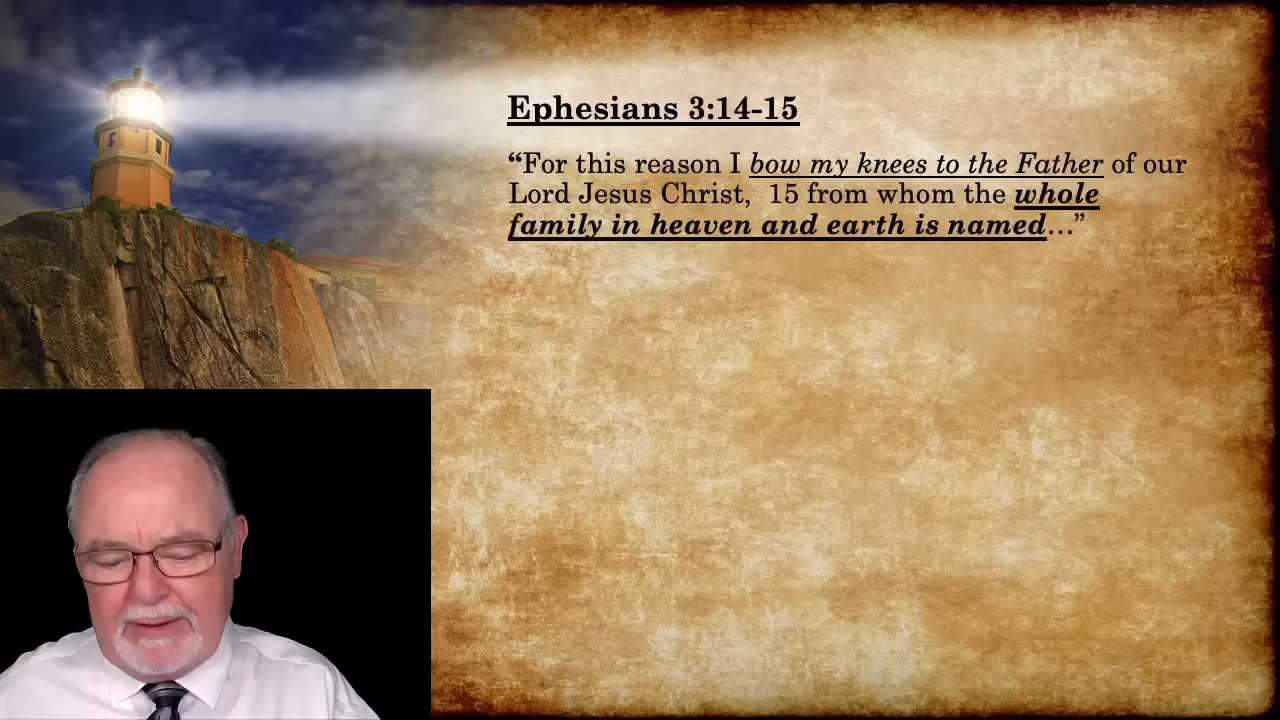 Ephesians 3:14-15
“For this reason I bow my knees to the Father of our
Lord Jesus Christ,  15 from whom the whole
family in heaven and earth is named…”